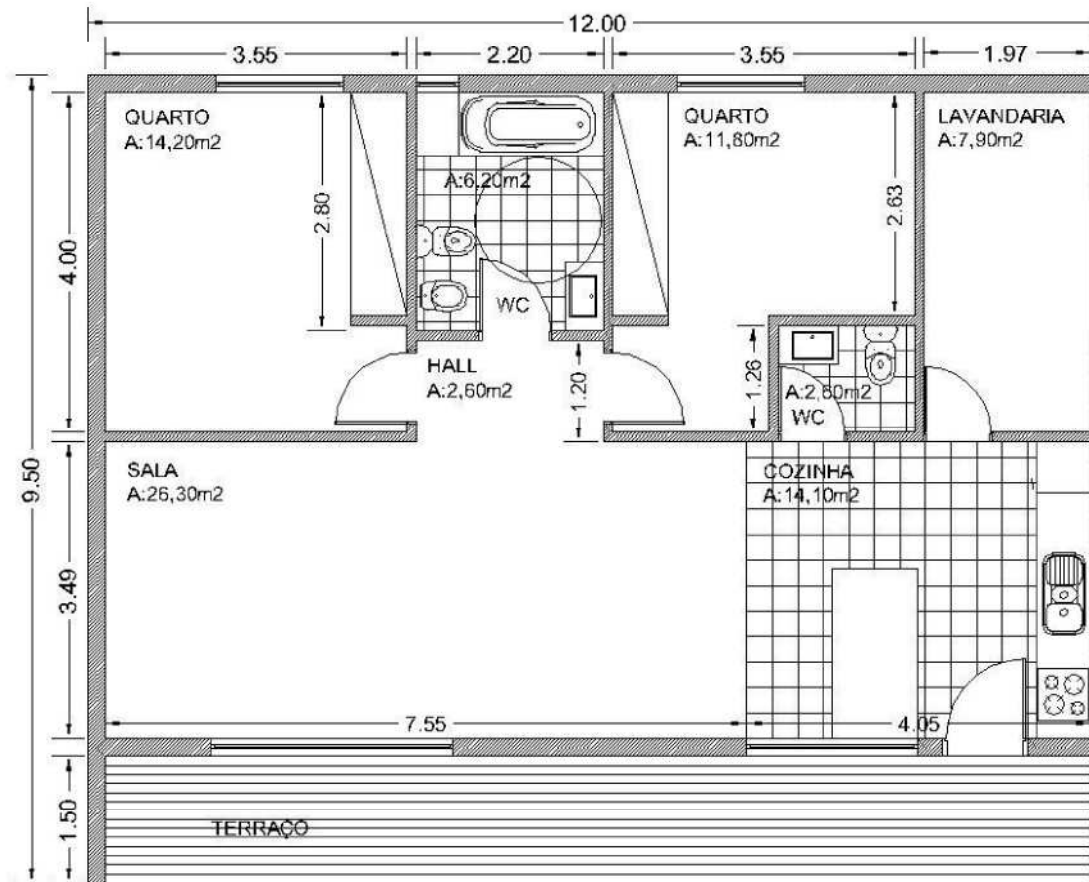 12.00
3.55
2.20
3.55
1.97
QUARTO
A:14,20m2
QUARTO
A:11,80m2
LAVANDARIA
A:7,90m2
A:6,20m2
2.80
2.63
4.00
WC
HALL
A:2,60m2
1.20
1.26
A:2,60m2
WC
9.50
SALA
A:26,30m2
COZINHA
A:14,10m2
3.49
7.55
4.05
1.50
TERRAÇO